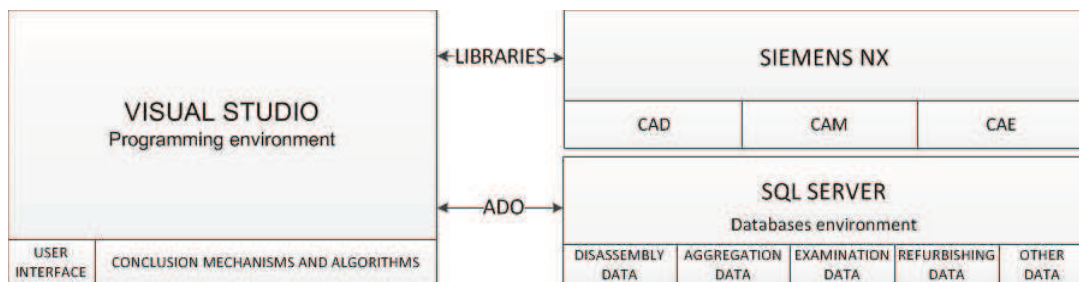 VISUAL STUDIO
Programming environment
USER
INTERFACE
CONCLUSION MECHANISMS AND ALGORITHMS
LIBRARIES
ADO
SIEMENS NX
CAD
CAM
CAE
SQL SERVER
Databases environment
DISASSEMBLY
DATA
AGGREGATION
DATA
EXAMINATION
DATA
REFURBISHING
DATA
OTHER
DATA